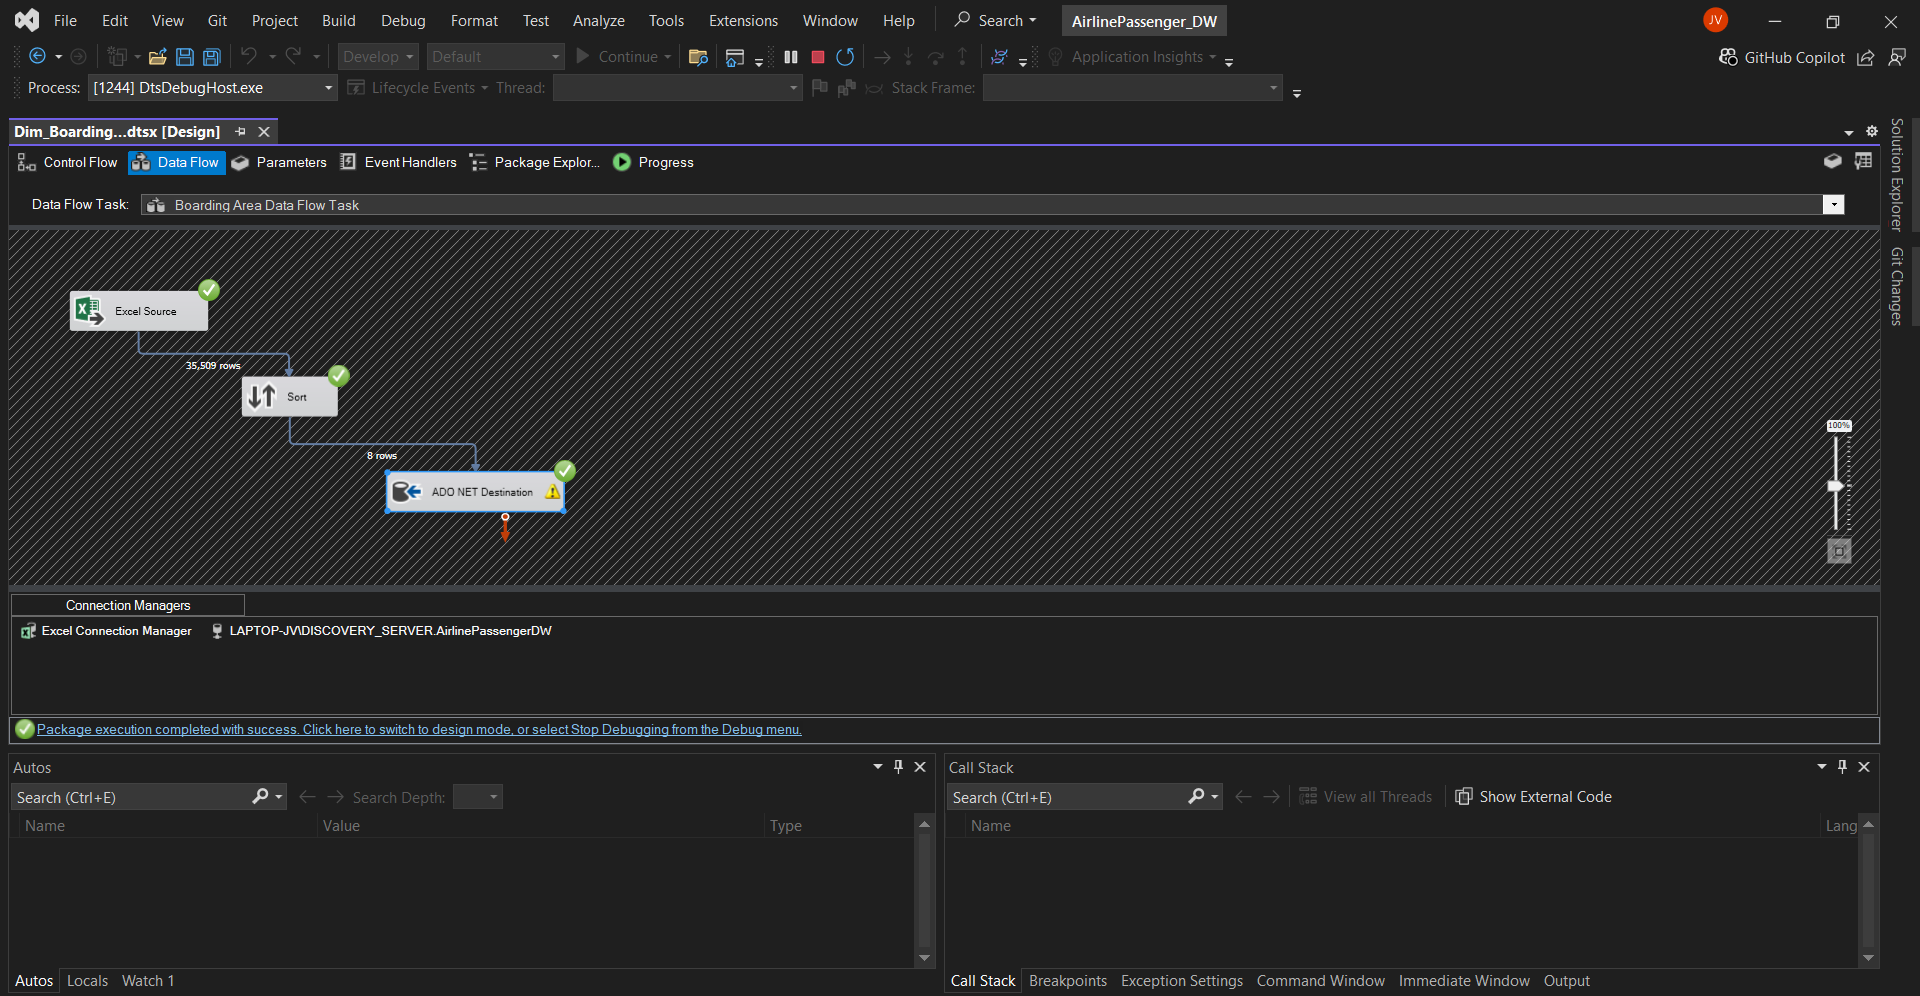 File Edit View Git Project Build Debug Format Test Analyze Tools Extensions Window Help Search AirlinePassenger_DW JV
Develop Default Continue Application Insights GitHub Copilot
Process: [1244] DtsDebugHost.exe Lifecycle Events Thread: Stack Frame:
Dim_Boarding...dtsx [Design]
Control Flow Data Flow Parameters Event Handlers Package Explor... Progress
Data Flow Task: Boarding Area Data Flow Task
Solution Explorer
Git Changes
Excel Source
35,509 rows
Sort
8 rows
ADO NET Destination
100%
Connection Managers
Excel Connection Manager LAPTOP-JV\DISCOVERY_SERVER.AirlinePassengerDW
Package execution completed with success. Click here to switch to design mode, or select Stop Debugging from the Debug menu.
Autos
Search (Ctrl+E) Search Depth:
Name Value Type
Autos Locals Watch 1
Call Stack
Search (Ctrl+E) View all Threads Show External Code
Name Lang
Call Stack Breakpoints Exception Settings Command Window Immediate Window Output